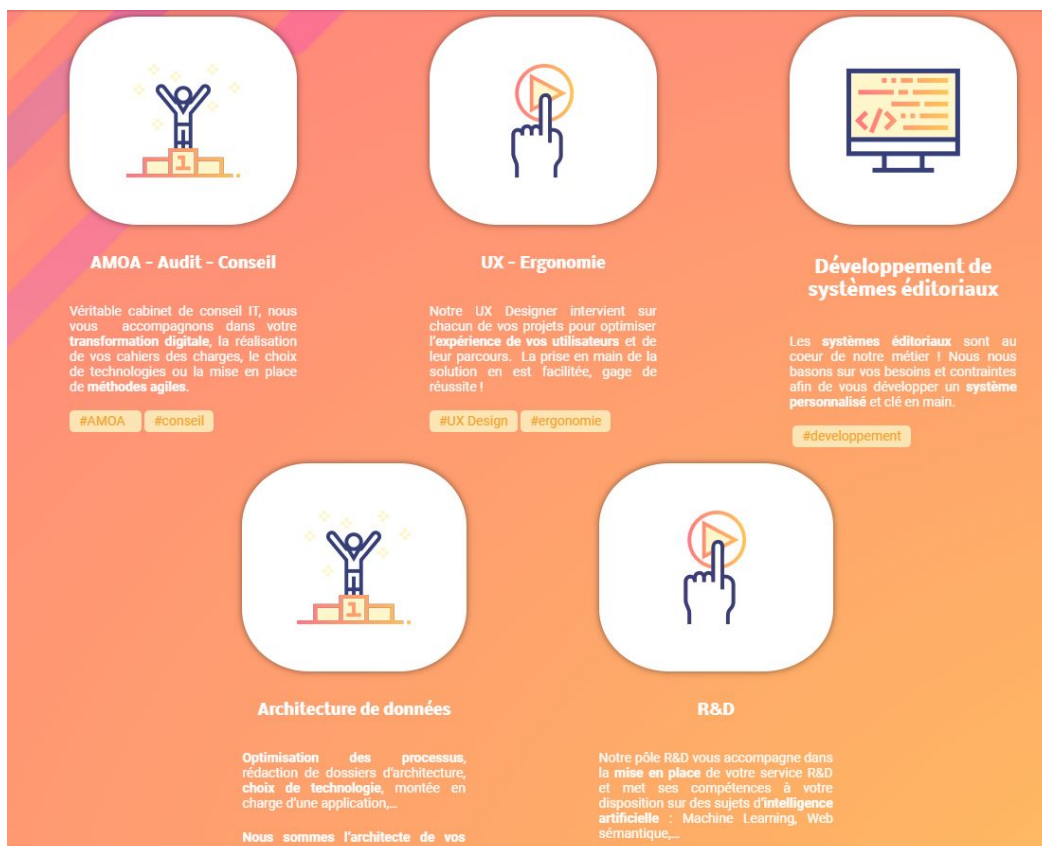 1
</>
AMOA - Audit - Conseil
Véritable cabinet de conseil IT, nous
vous accompagnons dans votre
transformation digitale, la réalisation
de vos cahiers des charges, le choix
de technologies ou la mise en place
de méthodes agiles.
#AMOA #conseil
UX - Ergonomie
Notre UX Designer intervient sur
chacun de vos projets pour optimiser
l'expérience de vos utilisateurs et de
leur parcours. La prise en main de la
solution en est facilitée, gage de
réussite !
#UX Design #ergonomie
Développement de
systèmes éditoriaux
Les systèmes éditoriaux sont au
coeur de notre métier ! Nous nous
basons sur vos besoins et contraintes
afin de vous développer un système
personnalisé et clé en main.
#developpement
1
Architecture de données
Optimisation des processus,
rédaction de dossiers d'architecture,
choix de technologie, montée en
charge d'une application,...
Nous sommes l'architecte de vos
R&D
Notre pôle R&D vous accompagne dans
la mise en place de votre service R&D
et met ses compétences à votre
disposition sur des sujets d'intelligence
artificielle : Machine Learning, Web
sémantique,...